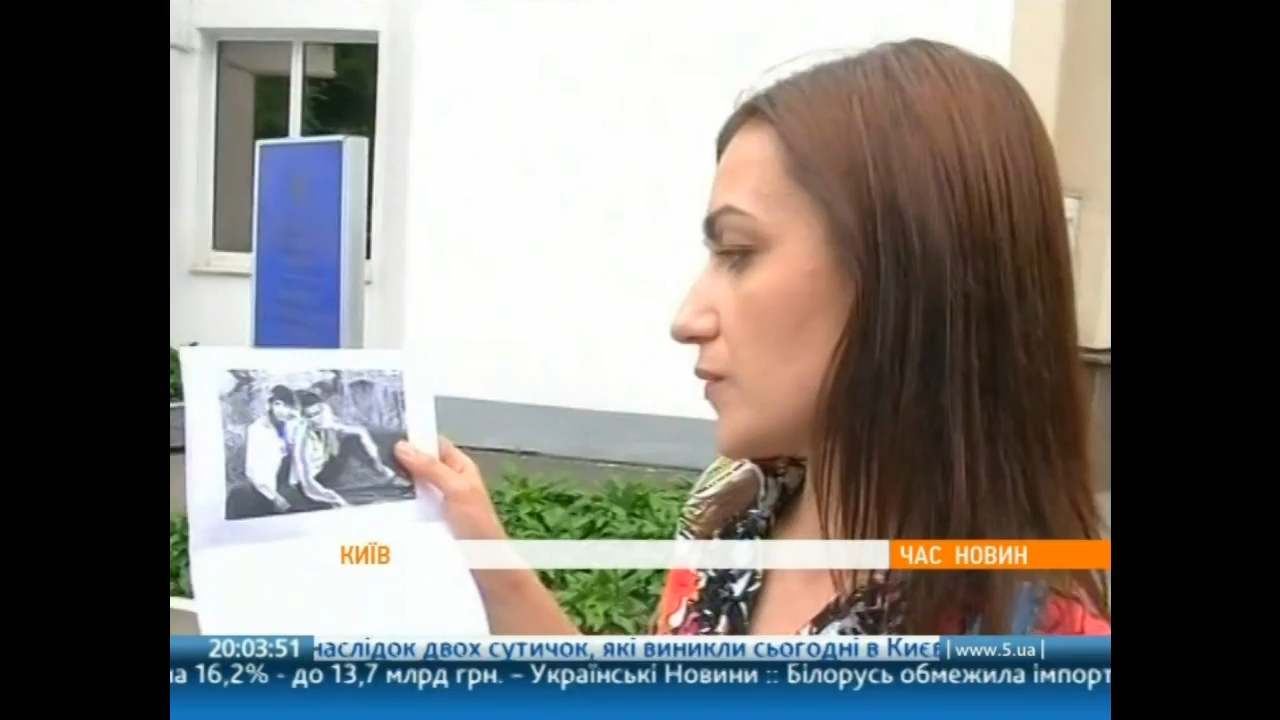 КИЇВ
ЧАС НОВИН
20:03:51 наслідок двох сутичок, які виникли сьогодні в Києв | www.5.ua |
на 16,2% - до 13,7 млрд грн. – Українські Новини :: Білорусь обмежила імпорт